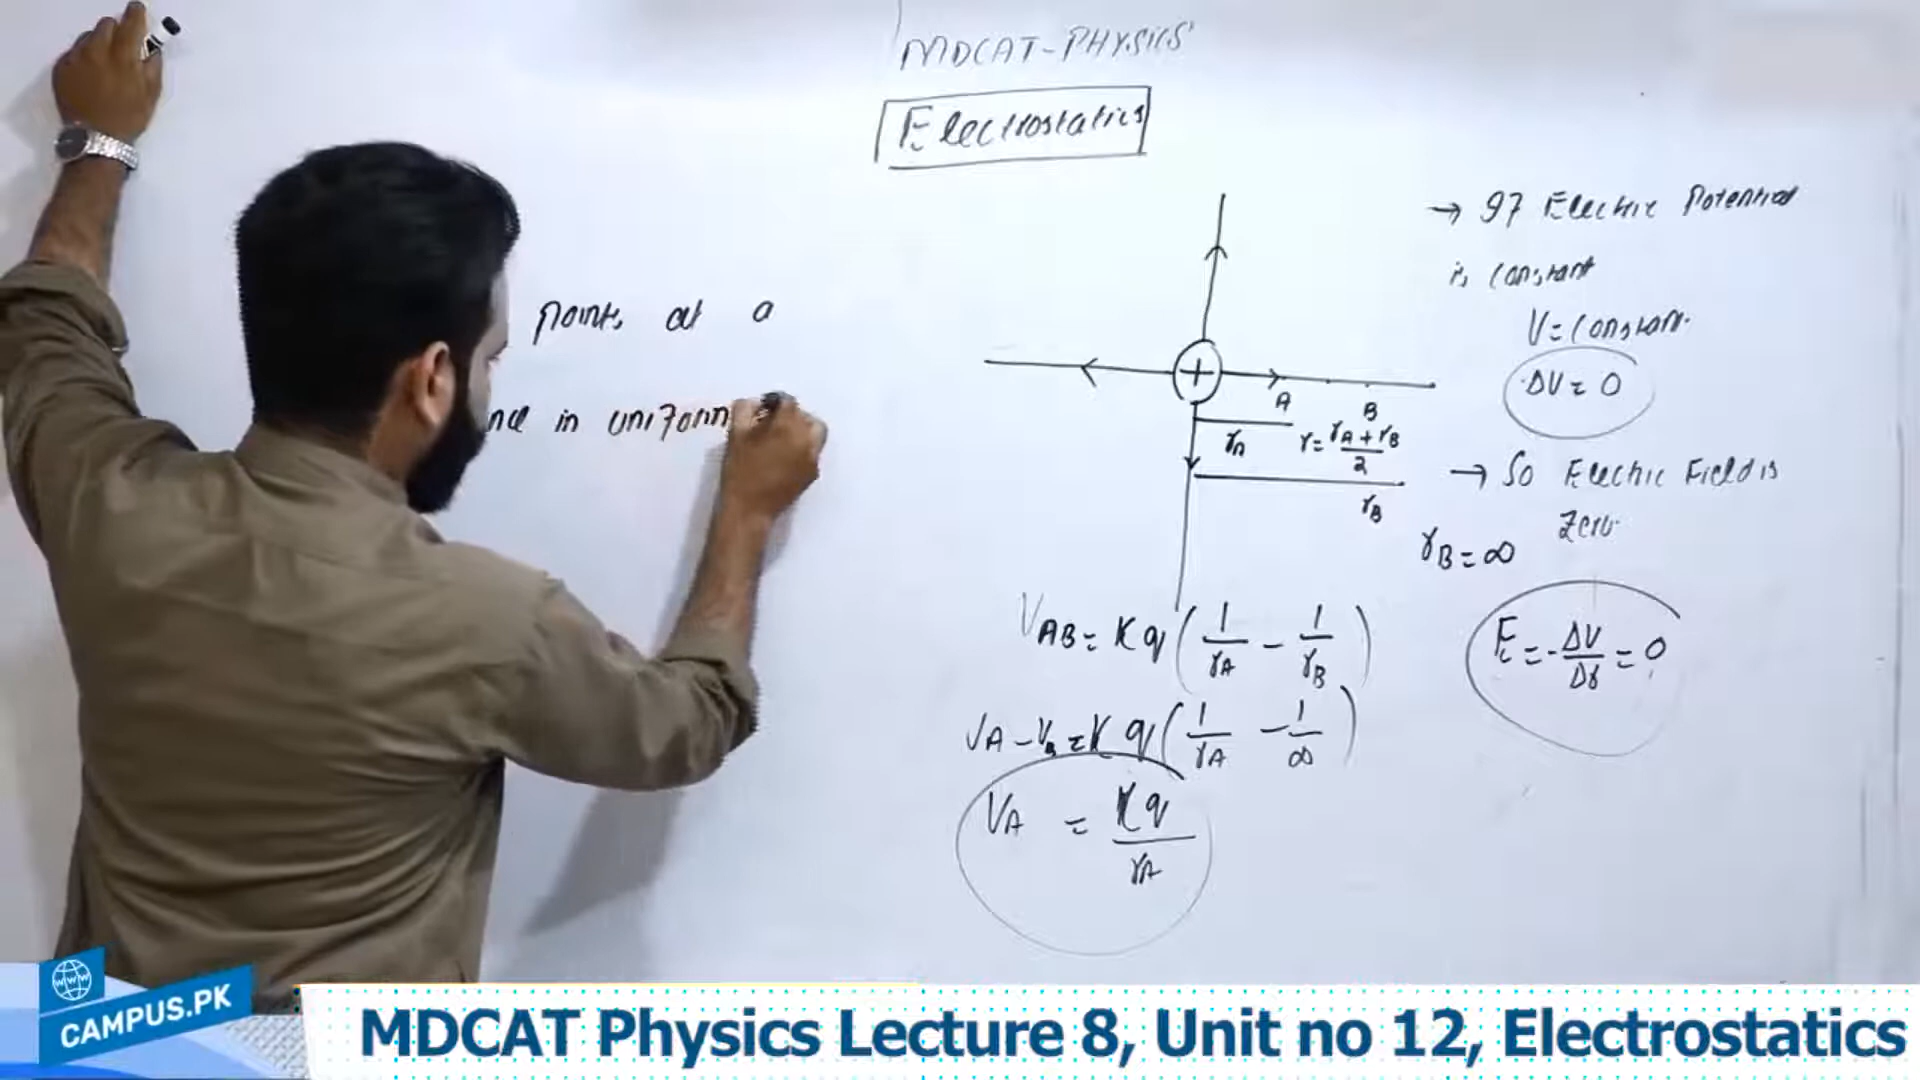 MDCAT-PHYSICS
Electrostatics
points at a
in uniform
→ If Electric Potential
is constant
V = Constant.
ΔV = 0
→ So Electric Field is
Zero.
+
A
B
rA
r = rA + rB / 2
rB
rB = ∞
VAB = Kq (1/rA - 1/rB)
VA - VB = Kq (1/rA - 1/∞)
VA = Kq / rA
E = - ΔV/Δr = 0
www
CAMPUS.PK
MDCAT Physics Lecture 8, Unit no 12, Electrostatics